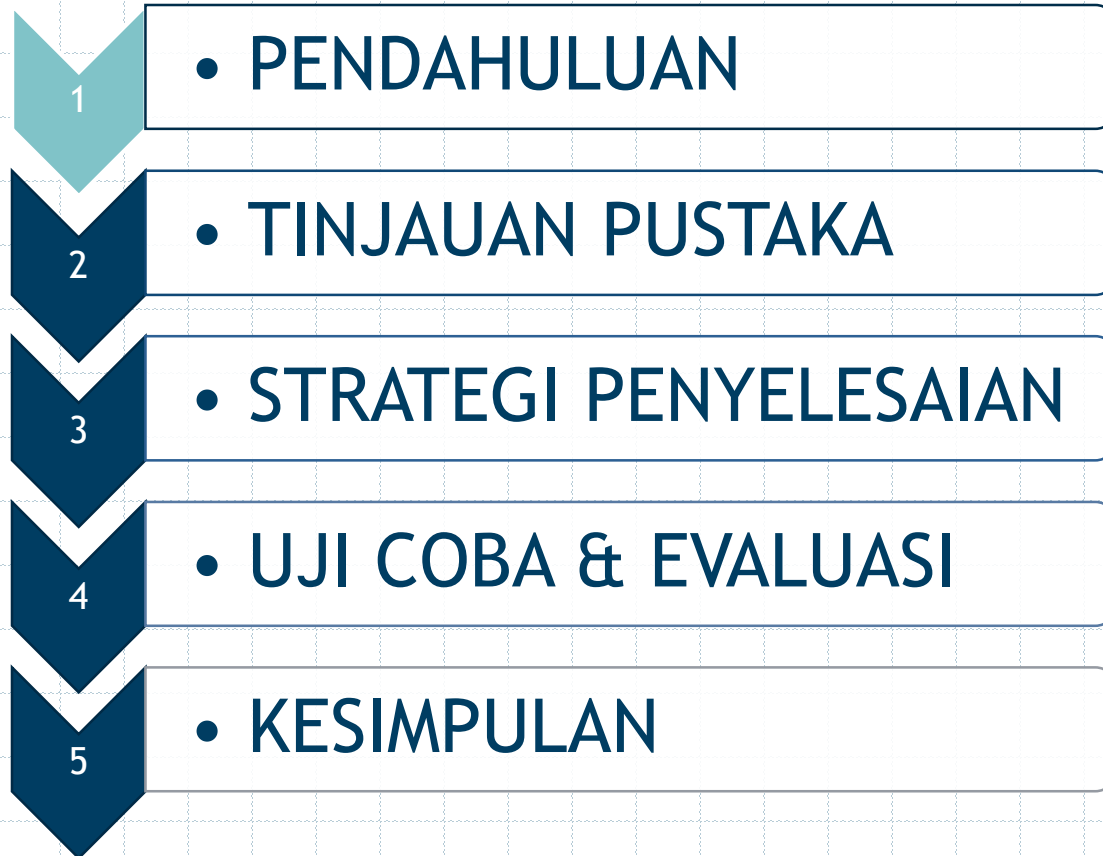 1
• PENDAHULUAN
2
• TINJAUAN PUSTAKA
3
• STRATEGI PENYELESAIAN
4
• UJI COBA & EVALUASI
5
• KESIMPULAN